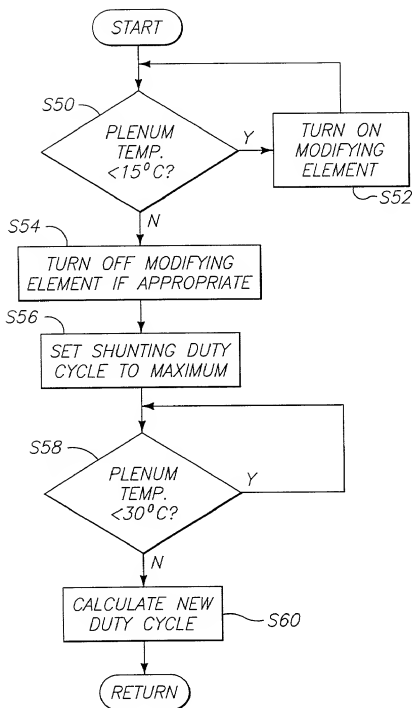 START
S50
PLENUM
TEMP.
<15°C?
Y
TURN ON
MODIFYING
ELEMENT
S52
N
S54
TURN OFF MODIFYING
ELEMENT IF APPROPRIATE
S56
SET SHUNTING DUTY
CYCLE TO MAXIMUM
S58
PLENUM
TEMP.
<30°C?
Y
N
CALCULATE NEW
DUTY CYCLE
S60
RETURN